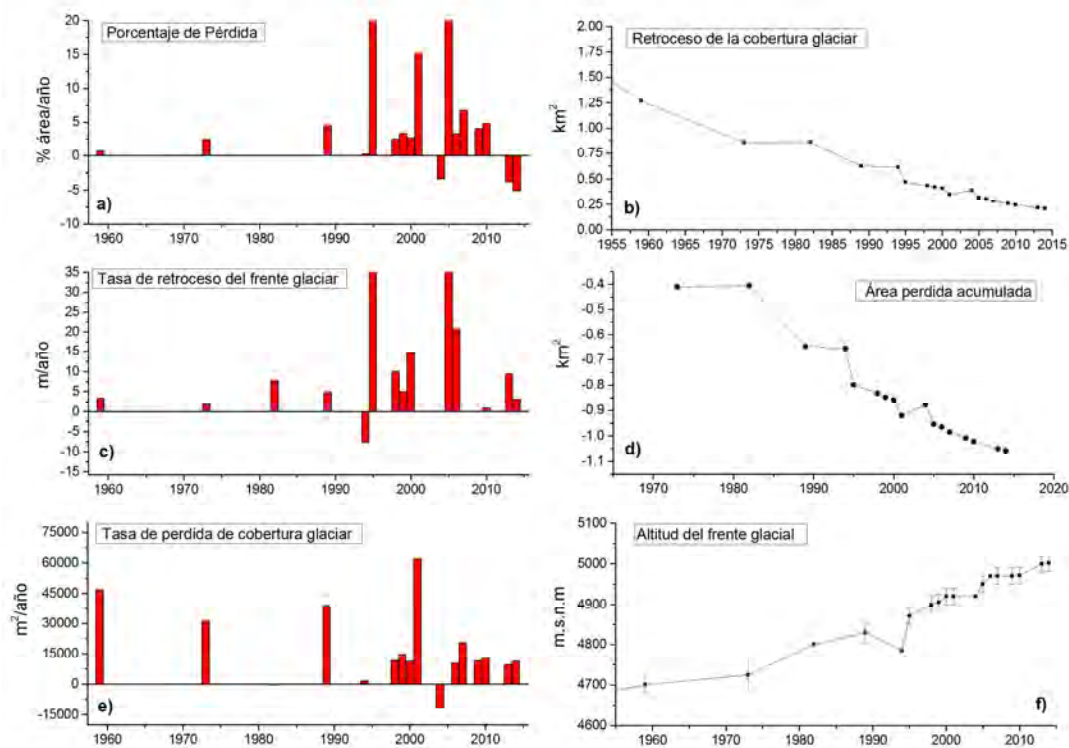 Porcentaje de Pérdida
% área/año
20
15
10
5
0
-5
-10
a)
1960 1970 1980 1990 2000 2010
Retroceso de la cobertura glaciar
km²
2.00
1.75
1.50
1.25
1.00
0.75
0.50
0.25
0.00
b)
1955 1960 1965 1970 1975 1980 1985 1990 1995 2000 2005 2010 2015
Tasa de retroceso del frente glaciar
m/año
35
30
25
20
15
10
5
0
-5
-10
-15
c)
1960 1970 1980 1990 2000 2010
Área perdida acumulada
km²
-0.4
-0.5
-0.6
-0.7
-0.8
-0.9
-1.0
-1.1
d)
1970 1980 1990 2000 2010 2020
Tasa de perdida de cobertura glaciar
m²/año
75000
60000
45000
30000
15000
0
-15000
e)
1960 1970 1980 1990 2000 2010
Altitud del frente glacial
m.s.n.m
5100
5000
4900
4800
4700
4600
f)
1960 1970 1980 1990 2000 2010